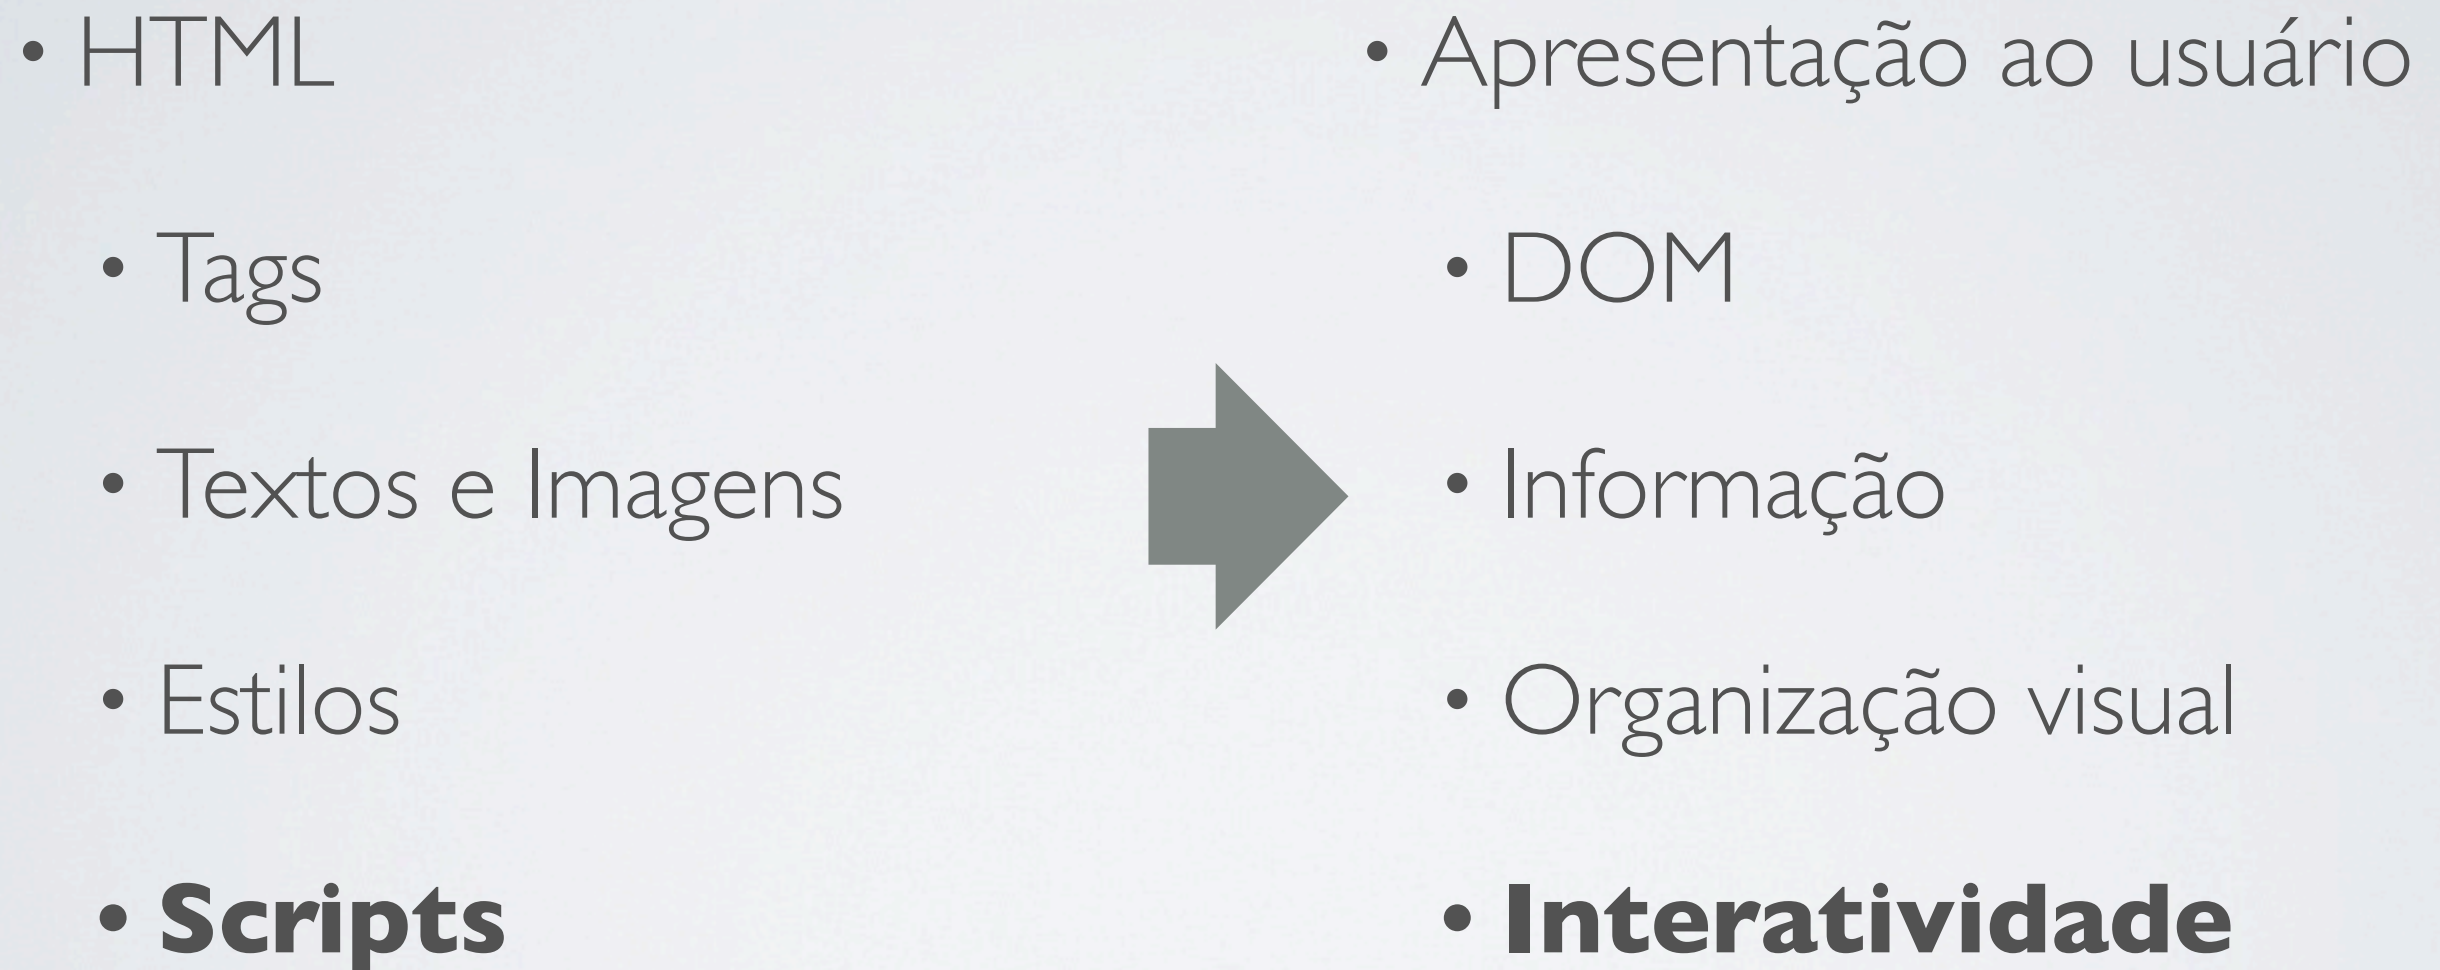 • HTML
• Tags
• Textos e Imagens
• Estilos
• Scripts
• Apresentação ao usuário
• DOM
• Informação
• Organização visual
• Interatividade